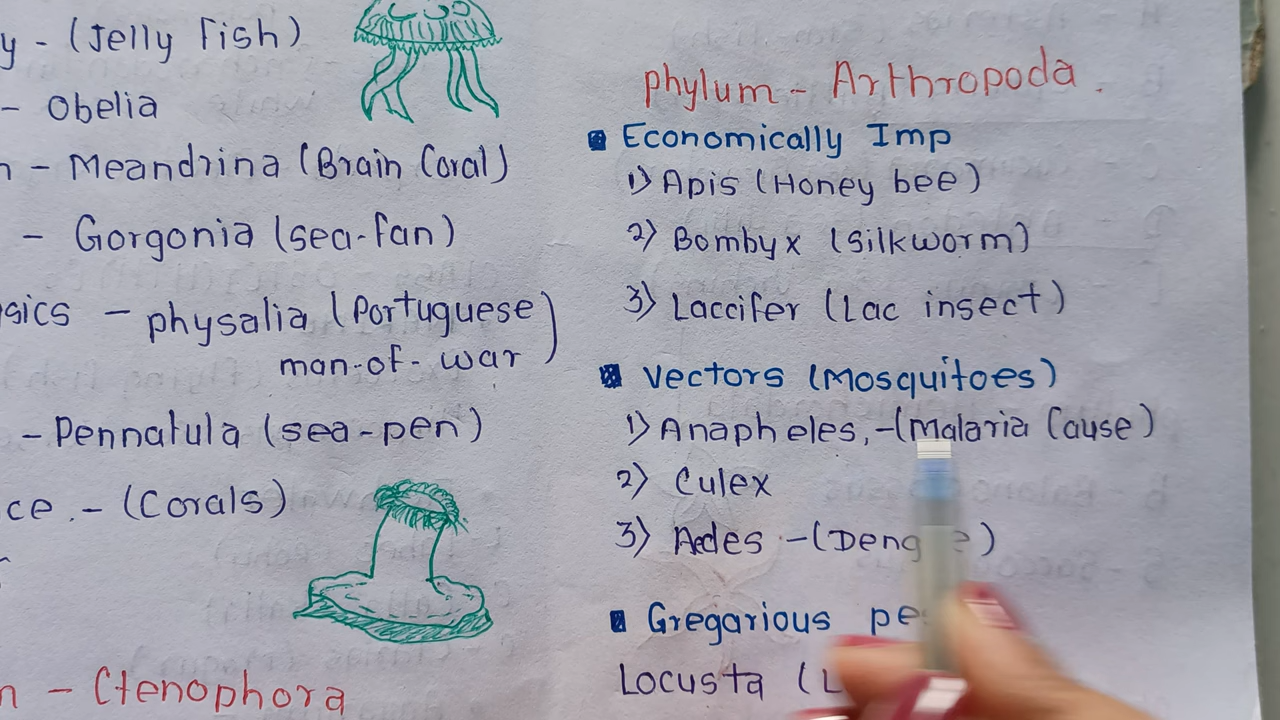 y - (Jelly Fish)
- Obelia
n - Meandrina (Brain Coral)
- Gorgonia (sea-fan)
sics - physalia (Portuguese
man-of-war)
- Pennatula (sea-pen)
ce. - (Corals)
n - Ctenophora
phylum - Arthropoda.
Economically Imp
1) Apis (Honey bee)
2) Bombyx (silkworm)
3) Laccifer (Lac insect)
Vectors (Mosquitoes)
1) Anapheles, -(Malaria Cause)
2) Culex
3) Aedes -(Deng e)
Gregarious pe
Locusta (L